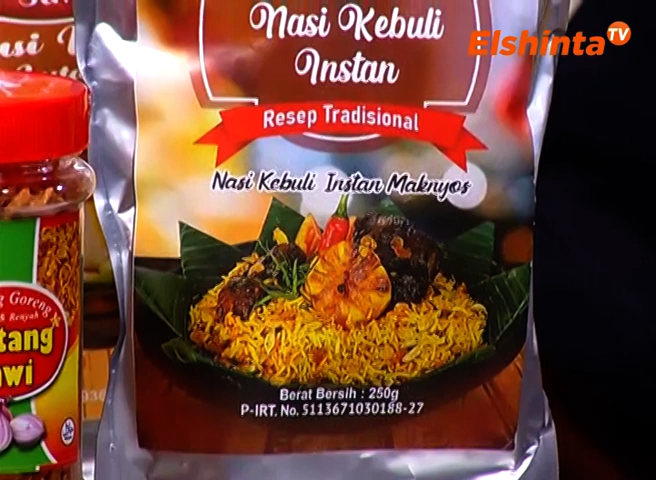 Elshinta TV
Nasi Kebuli
Instan
Resep Tradisional
Nasi Kebuli Instan Maknyos
Berat Bersih : 250g
P-IRT. No. 5113671030188-27
Goreng
& Renyah